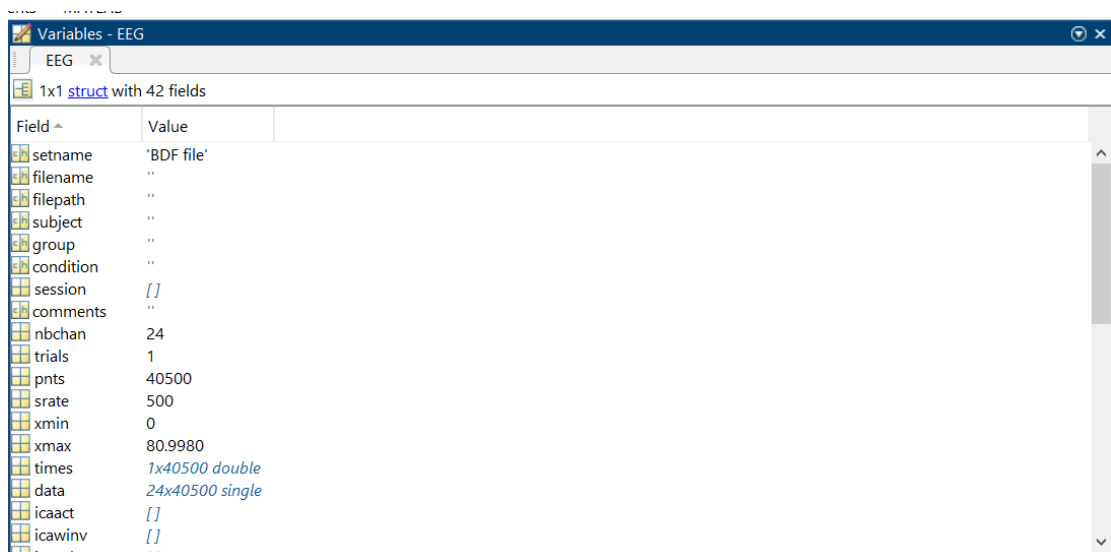 Variables - EEG
EEG
1x1 struct with 42 fields
Field Value
setname 'BDF file'
filename ''
filepath ''
subject ''
group ''
condition ''
session []
comments ''
nbchan 24
trials 1
pnts 40500
srate 500
xmin 0
xmax 80.9980
times 1x40500 double
data 24x40500 single
icaact []
icawinv []